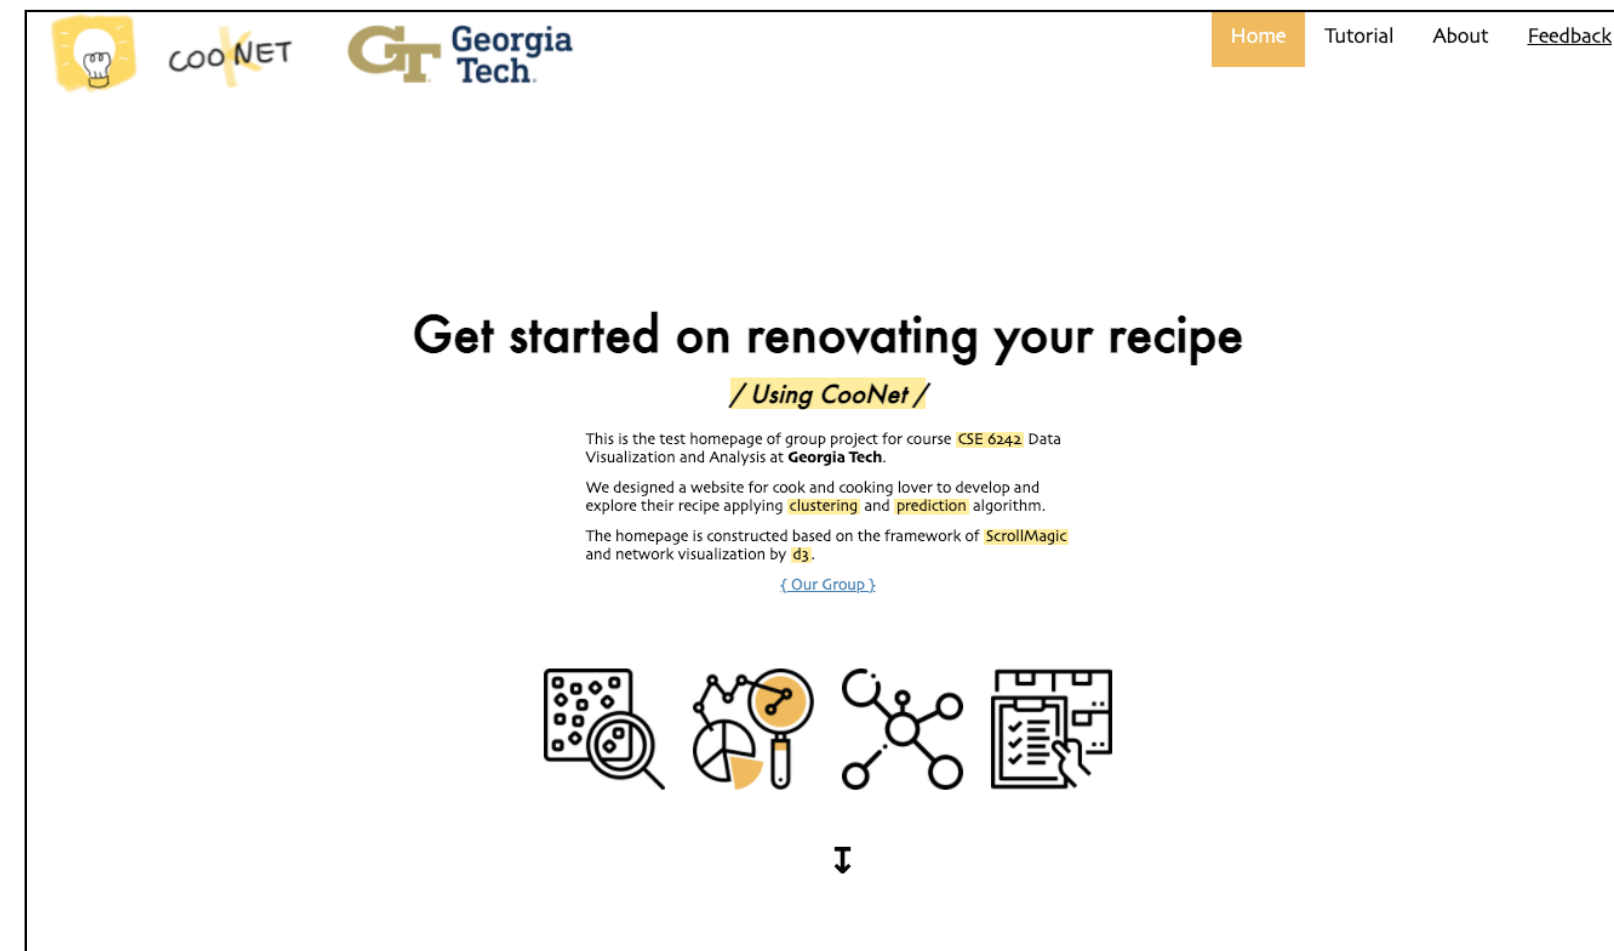 COOKNET
GT Georgia
Tech.
Home Tutorial About Feedback
Get started on renovating your recipe
/ Using CooNet /
This is the test homepage of group project for course CSE 6242 Data
Visualization and Analysis at Georgia Tech.
We designed a website for cook and cooking lover to develop and
explore their recipe applying clustering and prediction algorithm.
The homepage is constructed based on the framework of ScrollMagic
and network visualization by d3.
{ Our Group }